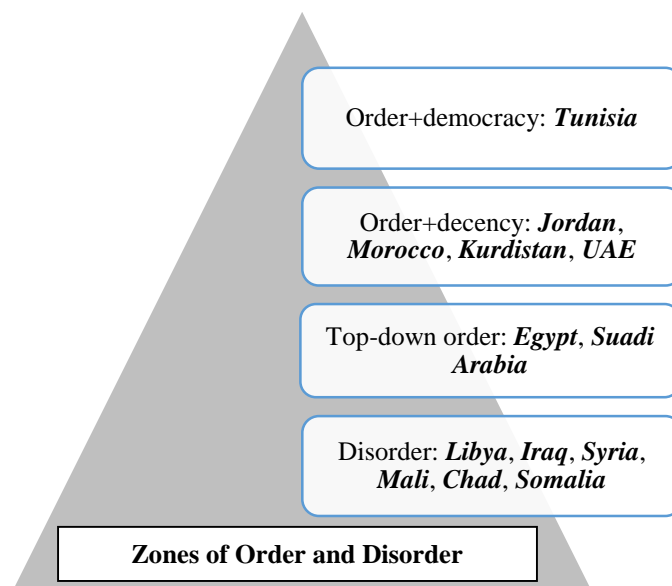 Order+democracy: Tunisia
Order+decency: Jordan,
Morocco, Kurdistan, UAE
Top-down order: Egypt, Suadi
Arabia
Disorder: Libya, Iraq, Syria,
Mali, Chad, Somalia
Zones of Order and Disorder